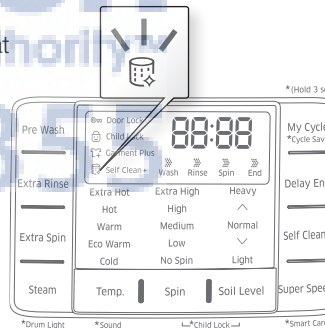 at
*(Hold 3 se
Door Lock
Child Lock
Garment Plus
Self Clean+
88:88
Wash Rinse Spin End
Pre Wash
Extra Rinse
Extra Spin
Steam
Extra Hot Extra High Heavy
Hot High
Warm Medium Normal
Eco Warm Low
Cold No Spin Light
Temp. Spin Soil Level
My Cycle
*Cycle Sav
Delay En
Self Clean
Super Spee
*Drum Light *Sound *Child Lock *Smart Care